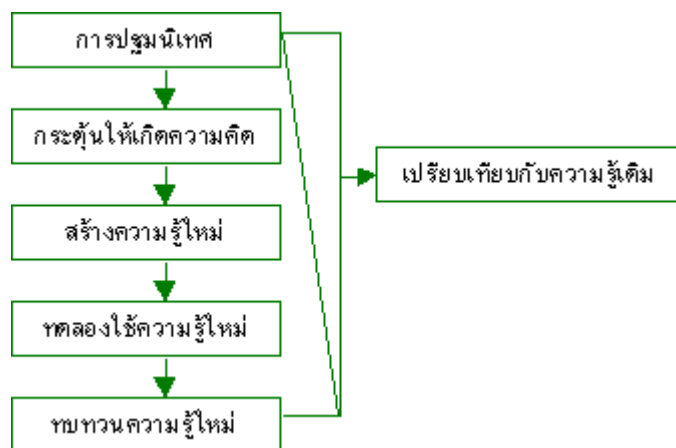 การปฐมนิเทศ
กระตุ้นให้เกิดความคิด
เปรียบเทียบกับความรู้เดิม
สร้างความรู้ใหม่
ทดลองใช้ความรู้ใหม่
ทบทวนความรู้ใหม่